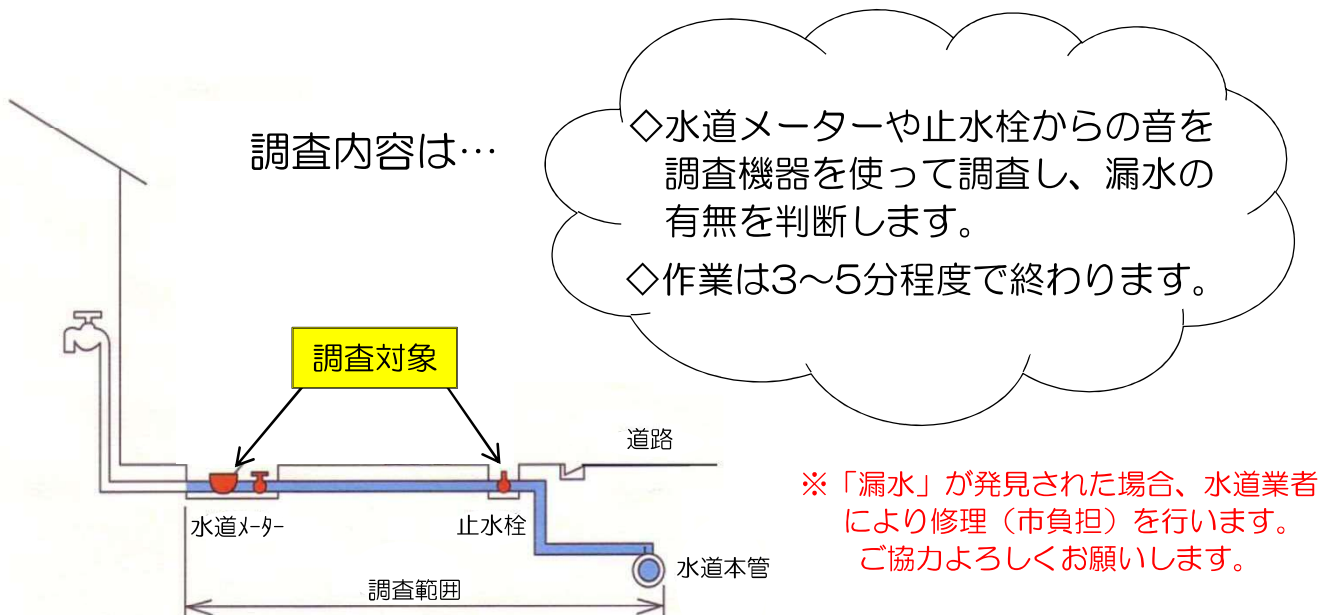 調査内容は…
◇水道メーターや止水栓からの音を
調査機器を使って調査し、漏水の
有無を判断します。
◇作業は3～5分程度で終わります。
調査対象
道路
水道メーター
止水栓
水道本管
調査範囲
※「漏水」が発見された場合、水道業者
により修理（市負担）を行います。
ご協力よろしくお願いします。